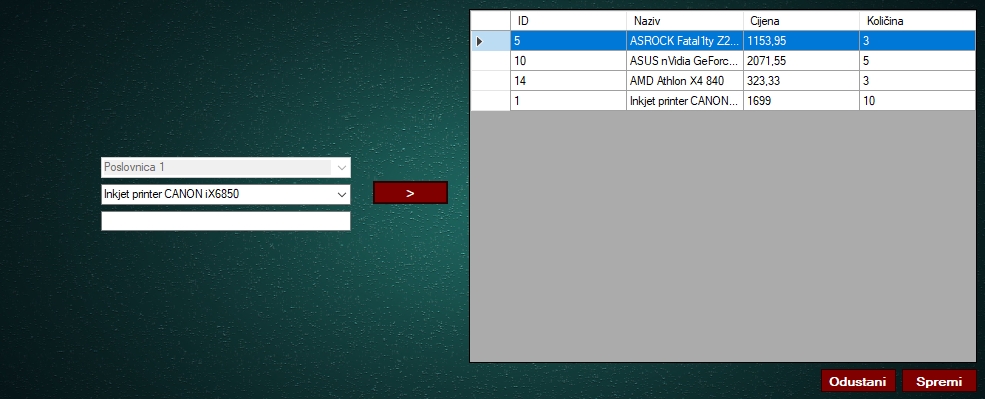 ID Naziv Cijena Količina
5 ASROCK Fatal1ty Z2... 1153,95 3
10 ASUS nVidia GeForc... 2071,55 5
14 AMD Athlon X4 840 323,33 3
1 Inkjet printer CANON... 1699 10
Poslovnica 1
Inkjet printer CANON iX6850
>
Odustani Spremi